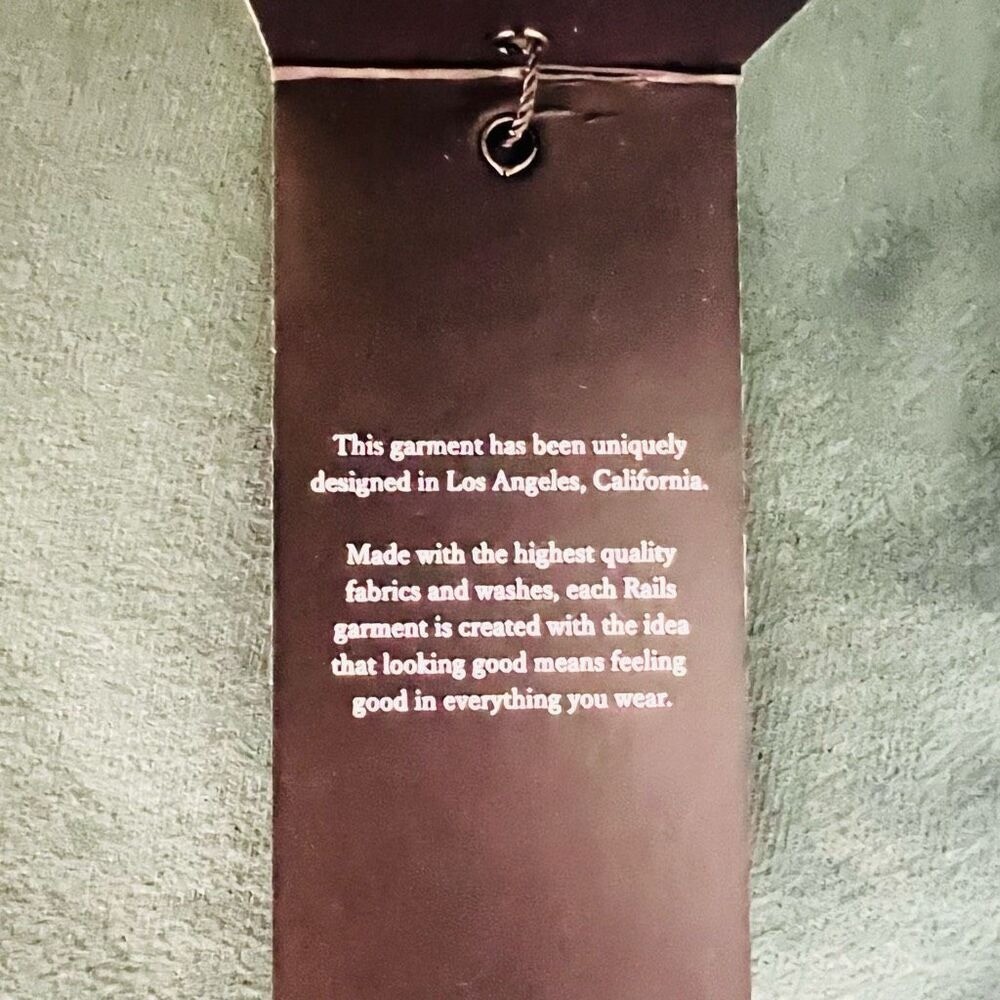 This garment has been uniquely
designed in Los Angeles, California.
Made with the highest quality
fabrics and washes, each Rails
garment is created with the idea
that looking good means feeling
good in everything you wear.